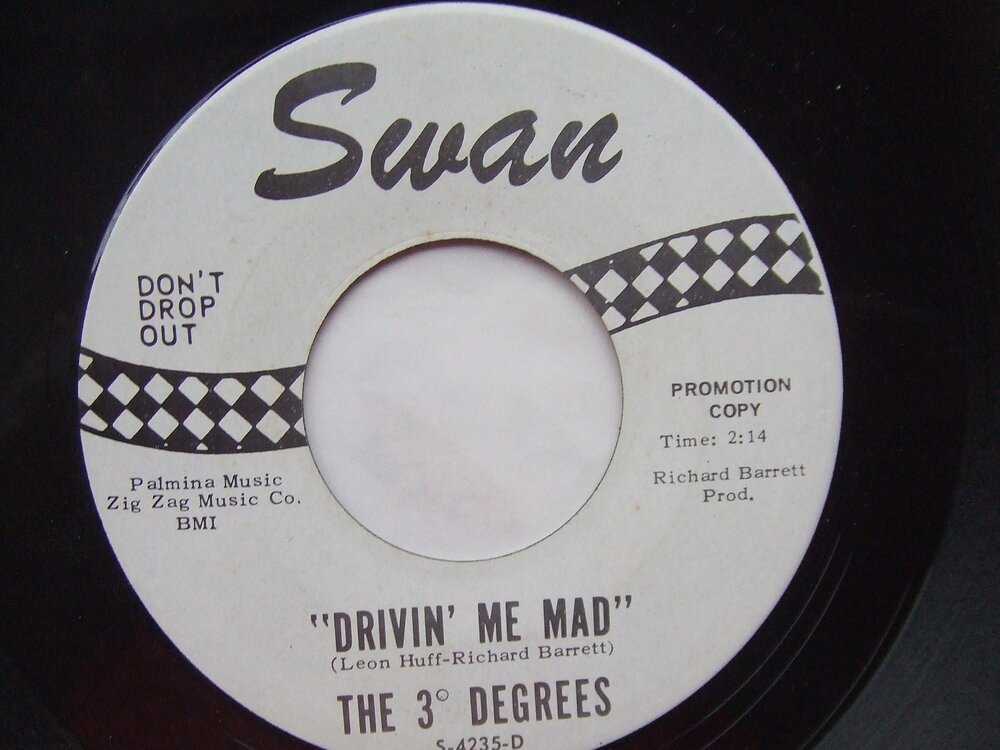 Swan
DON'T
DROP
OUT
PROMOTION
COPY
Time: 2:14
Richard Barrett
Prod.
Palmina Music
Zig Zag Music Co.
BMI
"DRIVIN' ME MAD"
(Leon Huff-Richard Barrett)
THE 3° DEGREES
S-4235-D